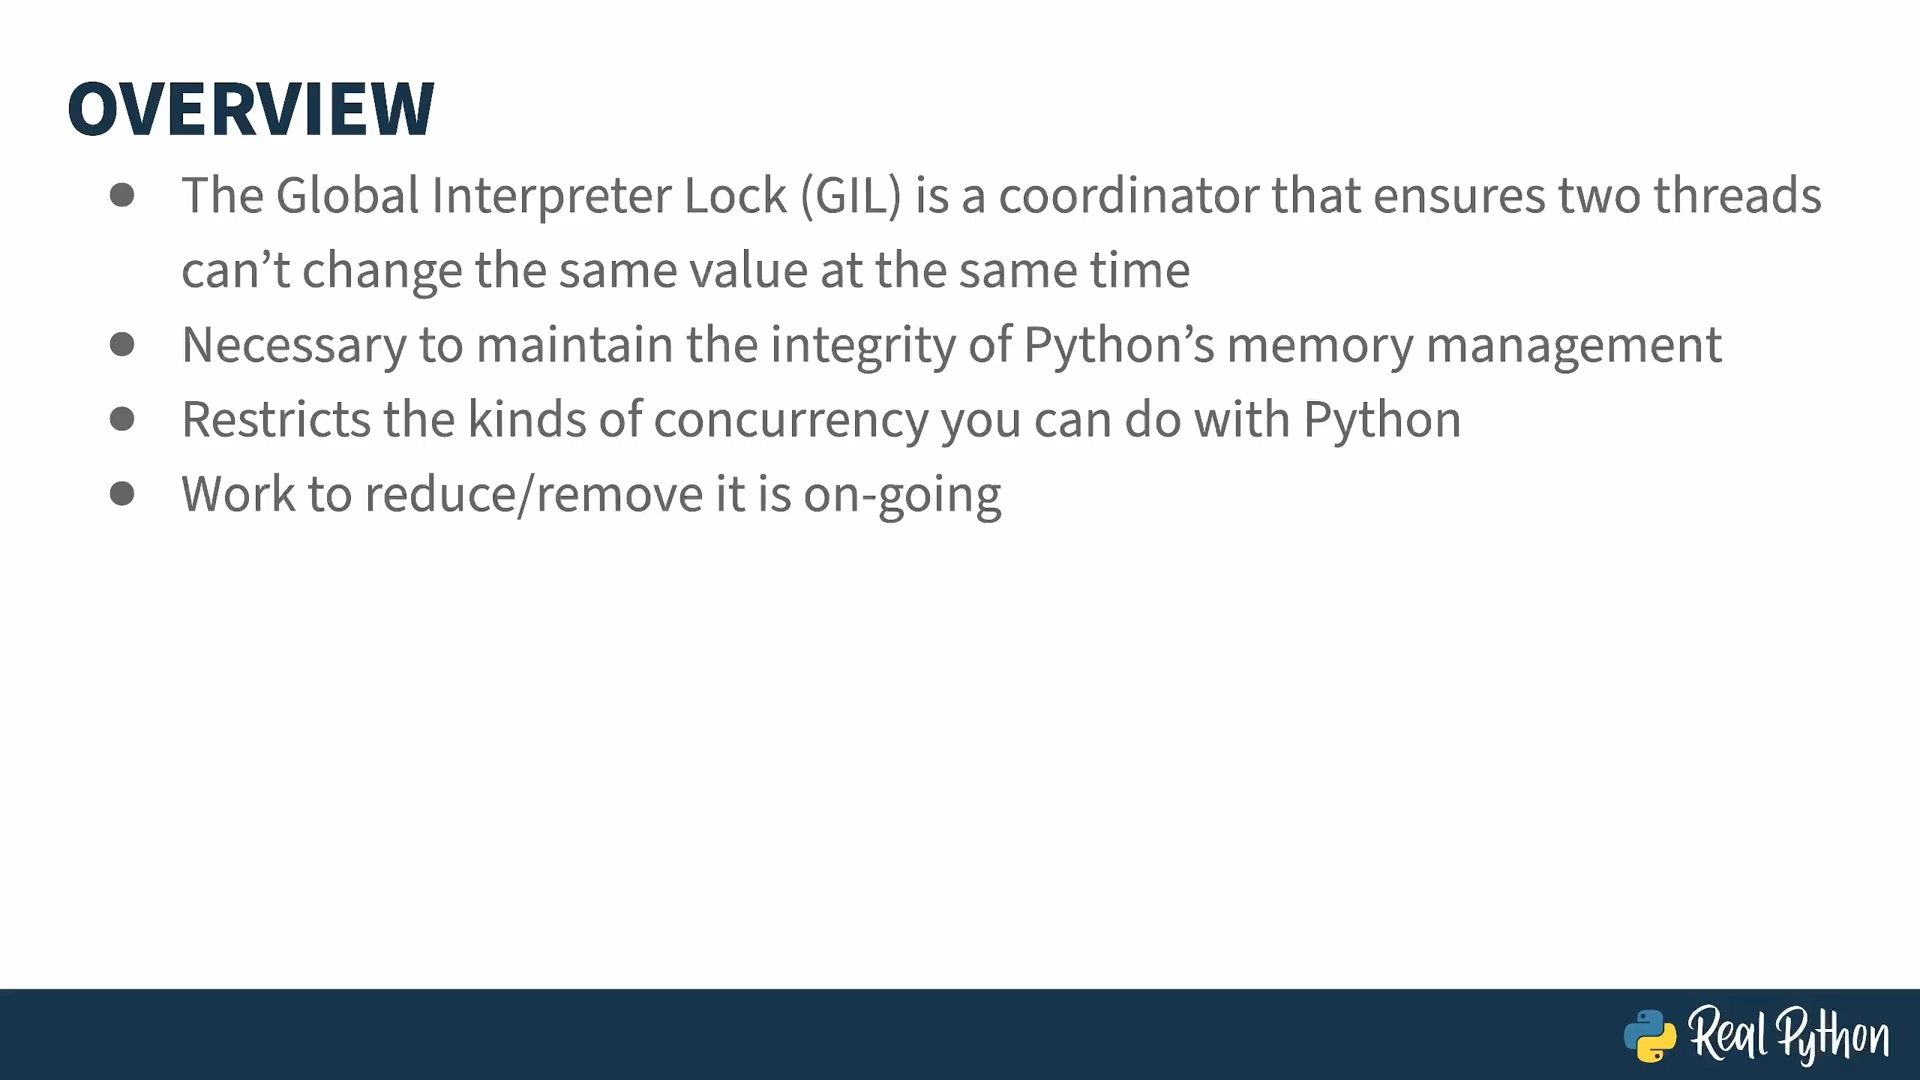 OVERVIEW
● The Global Interpreter Lock (GIL) is a coordinator that ensures two threads
can’t change the same value at the same time
● Necessary to maintain the integrity of Python’s memory management
● Restricts the kinds of concurrency you can do with Python
● Work to reduce/remove it is on-going
Real Python